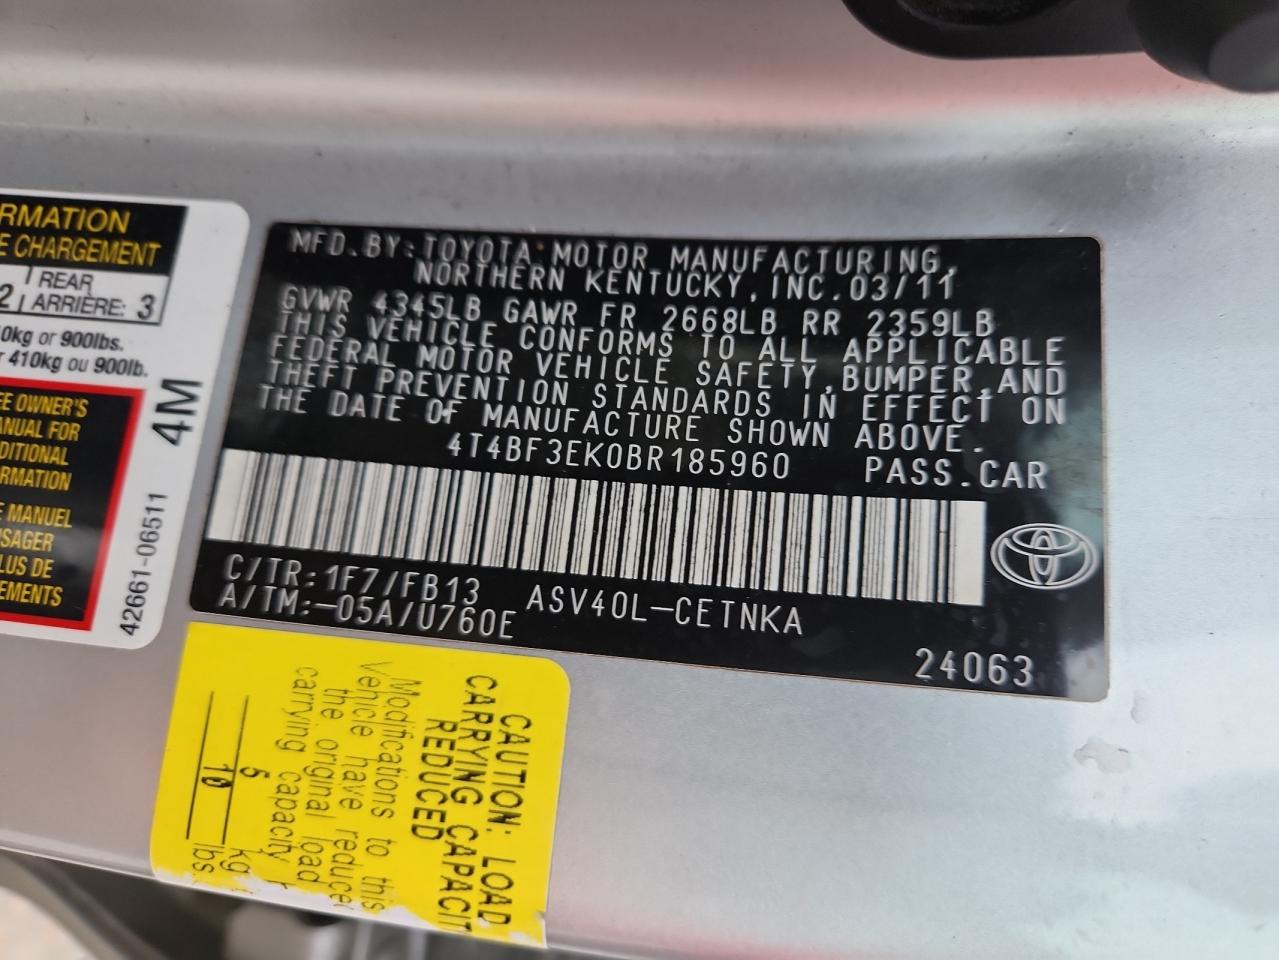 RMATION
E CHARGEMENT
2 REAR
ARRIÈRE: 3
0kg or 900lbs.
410kg ou 900lb.
EE OWNER'S
ANUAL FOR
DITIONAL
RMATION
E MANUEL
SAGER
LUS DE
EMENTS
4M
42661-06511
MFD.BY:TOYOTA MOTOR MANUFACTURING,
NORTHERN KENTUCKY,INC.03/11
GVWR 4345LB GAWR FR 2668LB RR 2359LB
THIS VEHICLE CONFORMS TO ALL APPLICABLE
FEDERAL MOTOR VEHICLE SAFETY,BUMPER,AND
THEFT PREVENTION STANDARDS IN EFFECT ON
THE DATE OF MANUFACTURE SHOWN ABOVE.
4T4BF3EK0BR185960 PASS.CAR
C/TR:1F7/FB13 ASV40L-CETNKA
A/TM:-05A/U760E
24063
CAUTION: LOAD
CARRYING CAPACIT
REDUCED
Modifications to this
vehicle have reduce
the original load
carrying capacity
5 kg
10 lbs.